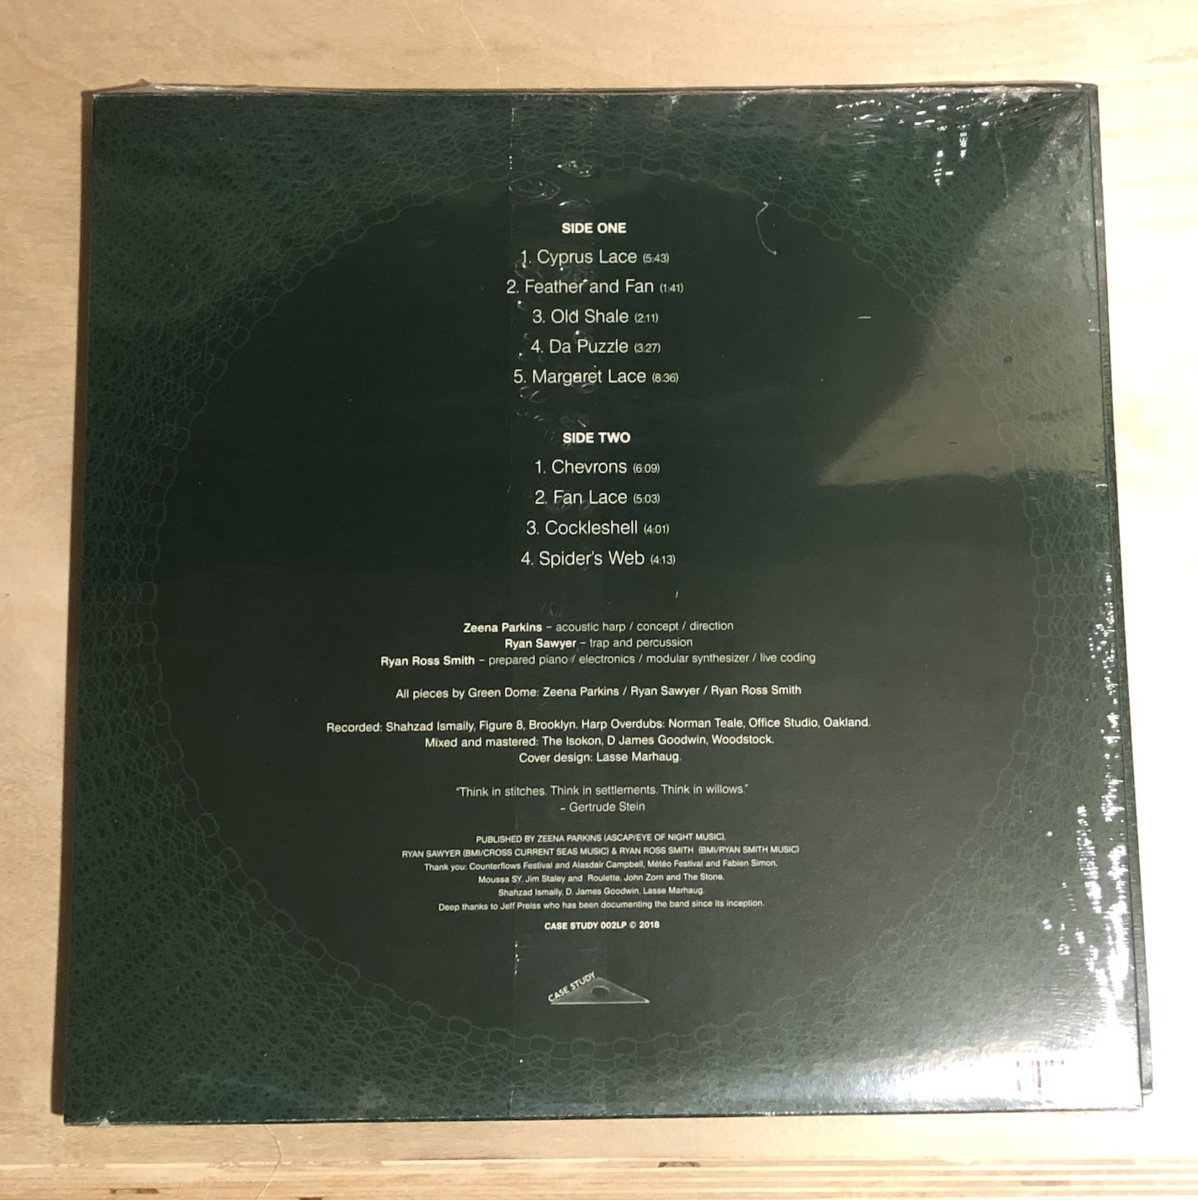 SIDE ONE
1. Cyprus Lace (5:43)
2. Feather and Fan (1:41)
3. Old Shale (2:11)
4. Da Puzzle (3:27)
5. Margaret Lace (8:36)
SIDE TWO
1. Chevrons (6:09)
2. Fan Lace (5:03)
3. Cockleshell (4:01)
4. Spider's Web (4:13)
Zeena Parkins – acoustic harp / concept / direction
Ryan Sawyer – trap and percussion
Ryan Ross Smith – prepared piano / electronics / modular synthesizer / live coding
All pieces by Green Dome: Zeena Parkins / Ryan Sawyer / Ryan Ross Smith
Recorded: Shahzad Ismaily, Figure 8, Brooklyn. Harp Overdubs: Norman Teale, Office Studio, Oakland.
Mixed and mastered: The Isokon, D James Goodwin, Woodstock.
Cover design: Lasse Marhaug.
"Think in stitches. Think in settlements. Think in willows."
– Gertrude Stein
PUBLISHED BY ZEENA PARKINS (ASCAP/EYE OF NIGHT MUSIC),
RYAN SAWYER (BMI/CROSS CURRENT SEAS MUSIC) & RYAN ROSS SMITH (BMI/RYAN SMITH MUSIC)
Thank you: Counterflows Festival and Alasdair Campbell, Météo Festival and Fabien Simon,
Moussa SY, Jim Staley and Roulette, John Zorn and The Stone,
Shahzad Ismaily, D. James Goodwin, Lasse Marhaug.
Deep thanks to Jeff Preiss who has been documenting the band since its inception.
CASE STUDY 002LP © 2018
CASE STUDY